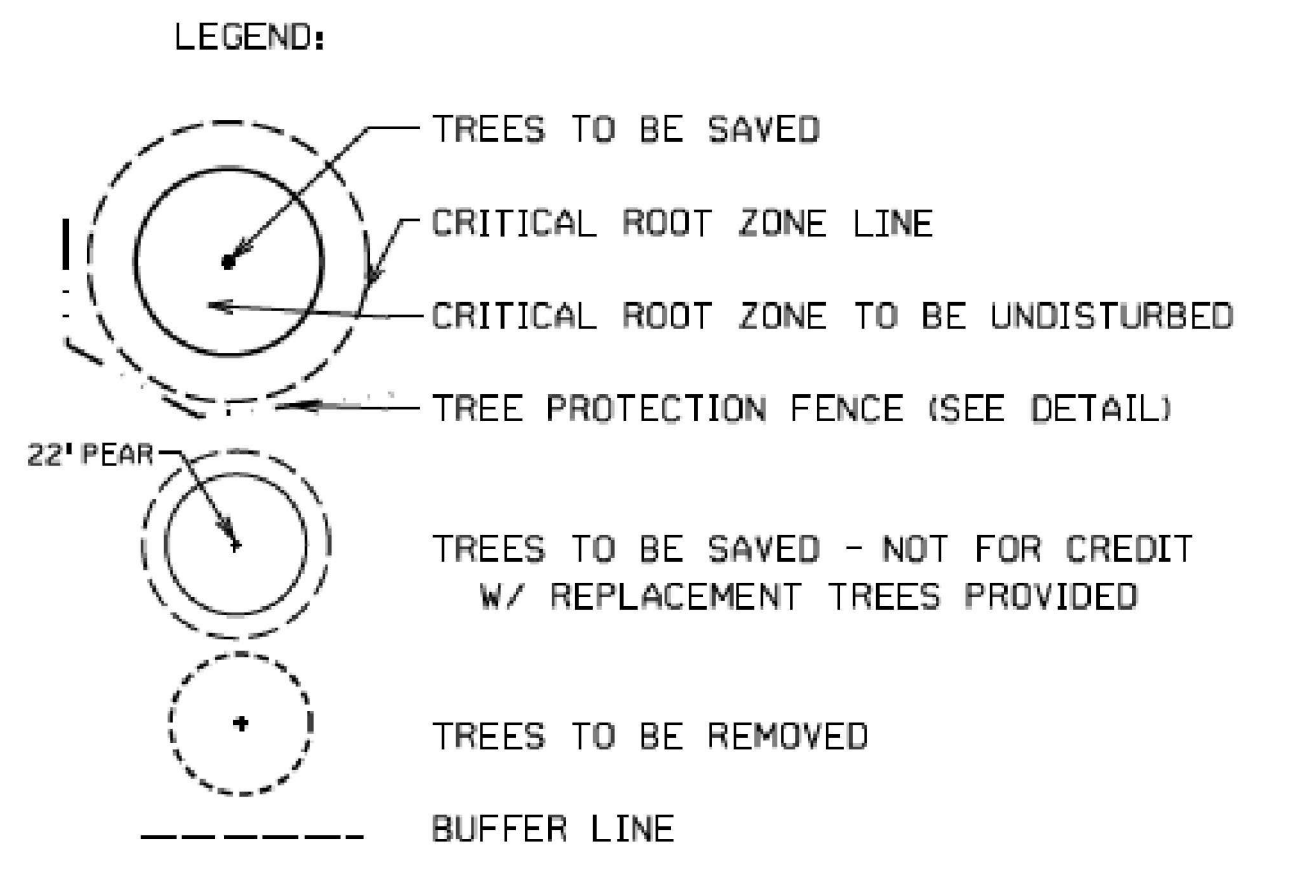 LEGEND:
TREES TO BE SAVED
CRITICAL ROOT ZONE LINE
CRITICAL ROOT ZONE TO BE UNDISTURBED
TREE PROTECTION FENCE (SEE DETAIL)
22' PEAR
TREES TO BE SAVED - NOT FOR CREDIT
W/ REPLACEMENT TREES PROVIDED
TREES TO BE REMOVED
BUFFER LINE